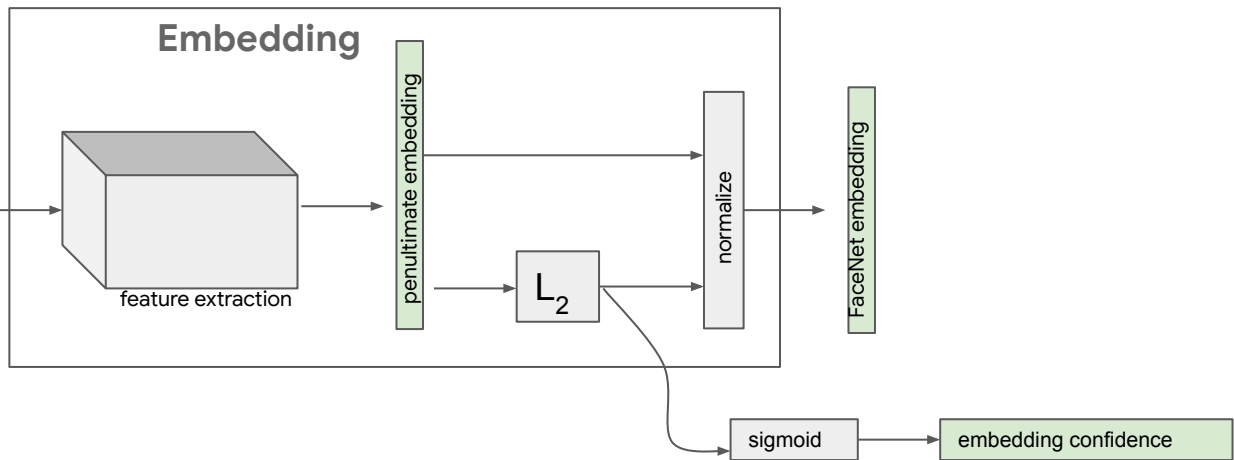 Embedding
feature extraction
penultimate embedding
L2
normalize
FaceNet embedding
sigmoid
embedding confidence